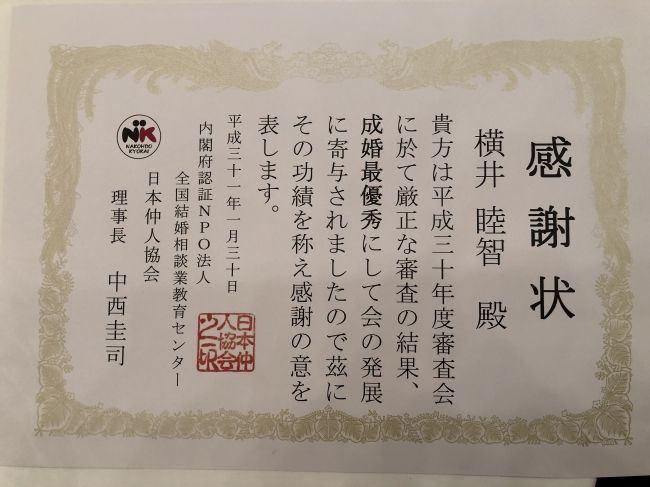 感謝状
横井 睦智 殿
貴方は平成三十年度審査会
に於て厳正な審査の結果、
成婚最優秀にして会の発展
に寄与されましたので茲に
その功績を称え感謝の意を
表します。
平成三十一年一月三十日
内閣府認証NPO法人
全国結婚相談業教育センター
日本仲人協会
理事長 中西圭司
NK
NAKOHDO
KYOKAI
日本仲
人協会